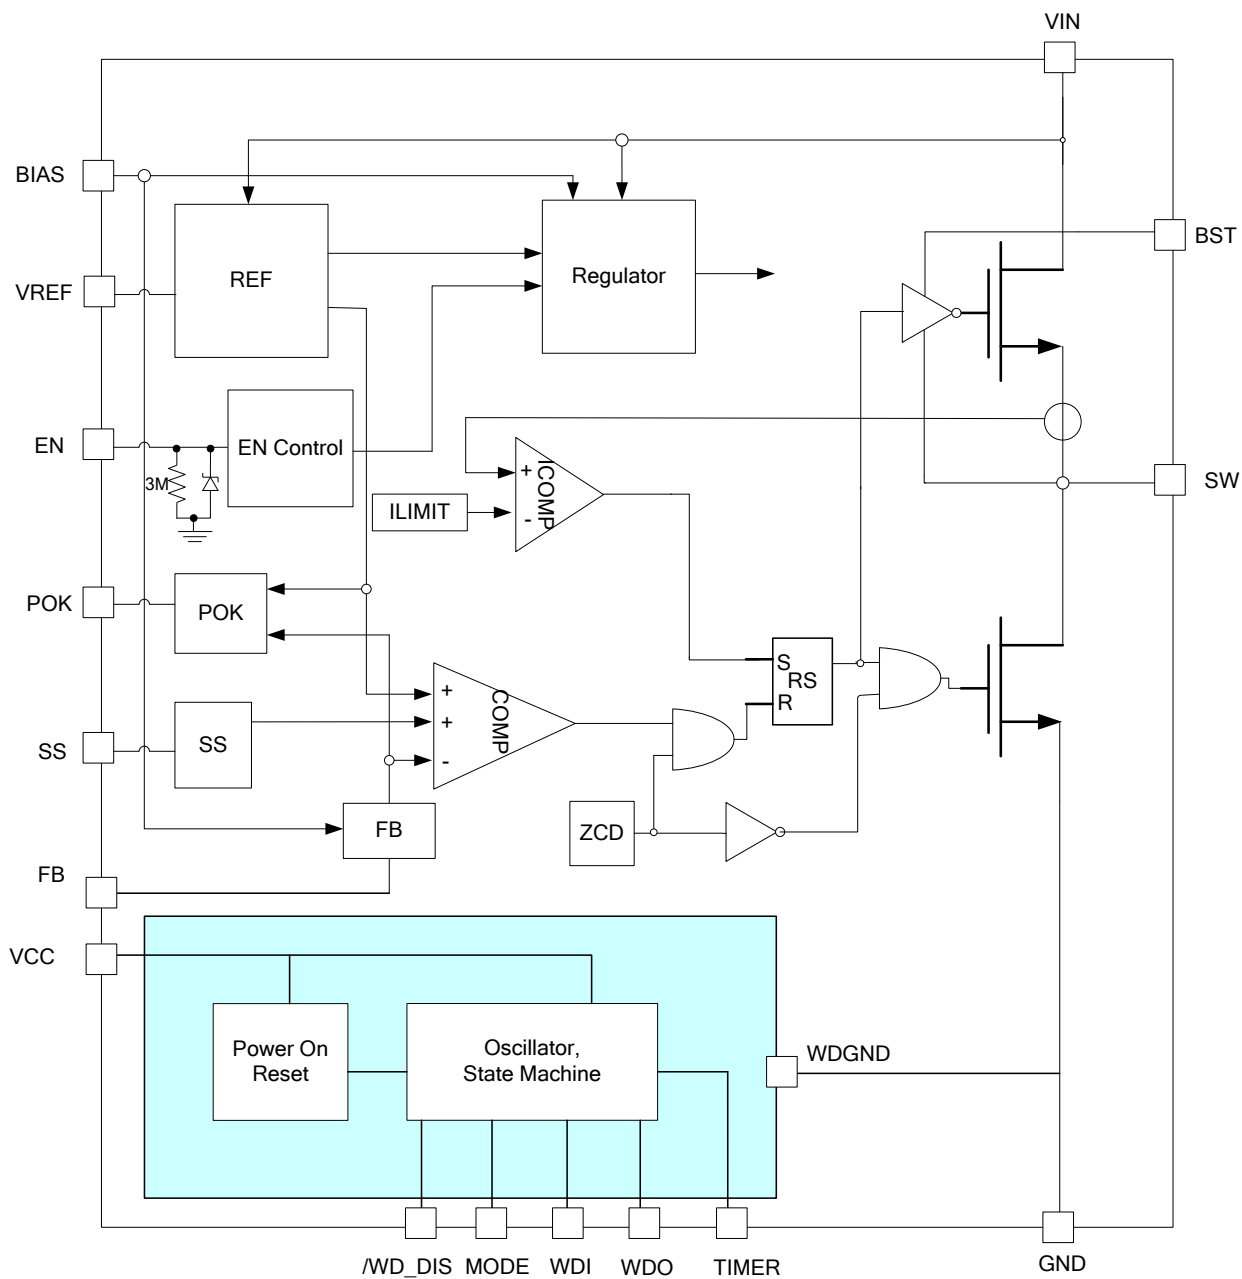 VIN
BIAS
BST
REF
Regulator
VREF
EN
EN Control
3M
+
ICOMP
-
ILIMIT
SW
POK
POK
S
RS
R
+
COMP
+
-
SS
SS
ZCD
FB
FB
VCC
Power On
Reset
Oscillator,
State Machine
WDGND
/WD_DIS
MODE
WDI
WDO
TIMER
GND